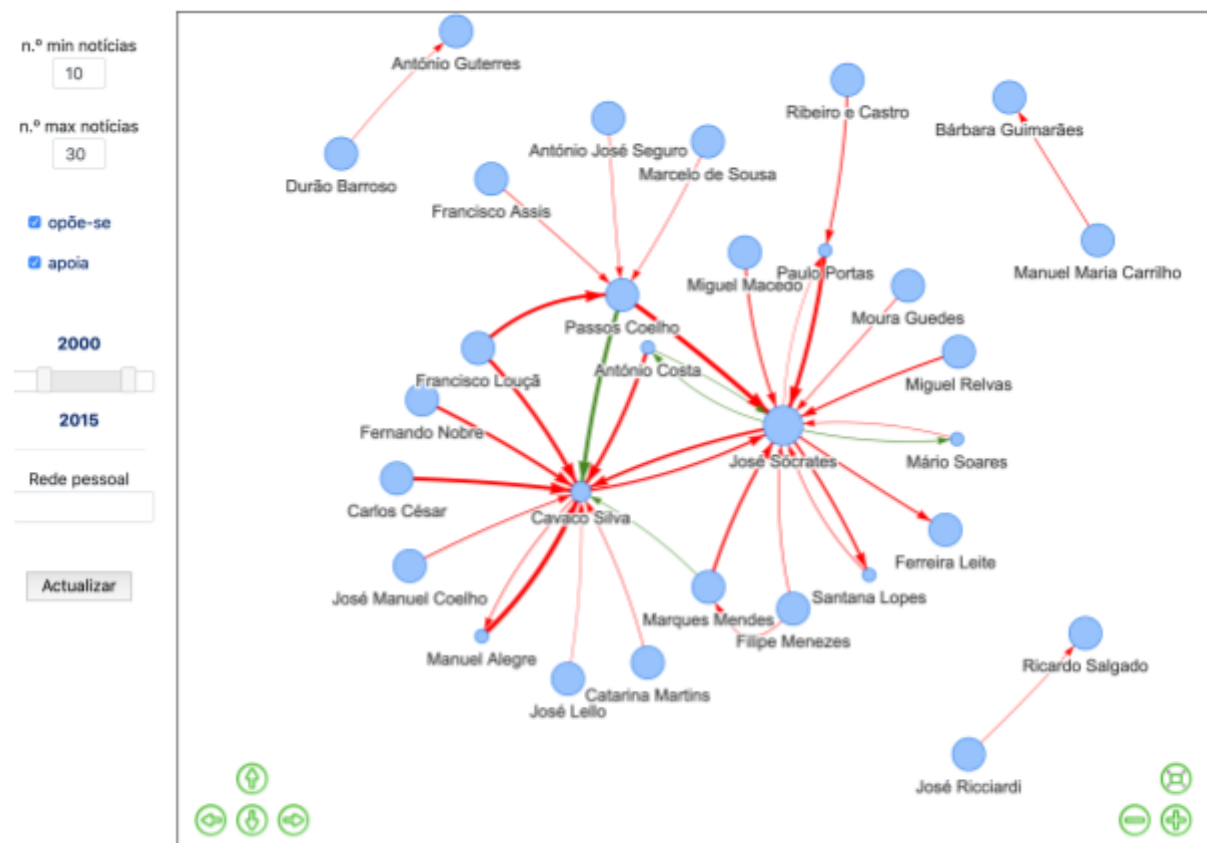 n.º min notícias
10
n.º max notícias
30
opõe-se
apoia
2000
2015
Rede pessoal
Actualizar
António Guterres
Durão Barroso
António José Seguro
Marcelo de Sousa
Francisco Assis
Ribeiro e Castro
Bárbara Guimarães
Manuel Maria Carrilho
Miguel Macedo
Paulo Portas
Moura Guedes
Passos Coelho
António Costa
Francisco Louçã
Miguel Relvas
Fernando Nobre
José Sócrates
Mário Soares
Carlos César
Cavaco Silva
Ferreira Leite
José Manuel Coelho
Santana Lopes
Marques Mendes
Filipe Menezes
Manuel Alegre
Catarina Martins
José Lello
Ricardo Salgado
José Ricciardi